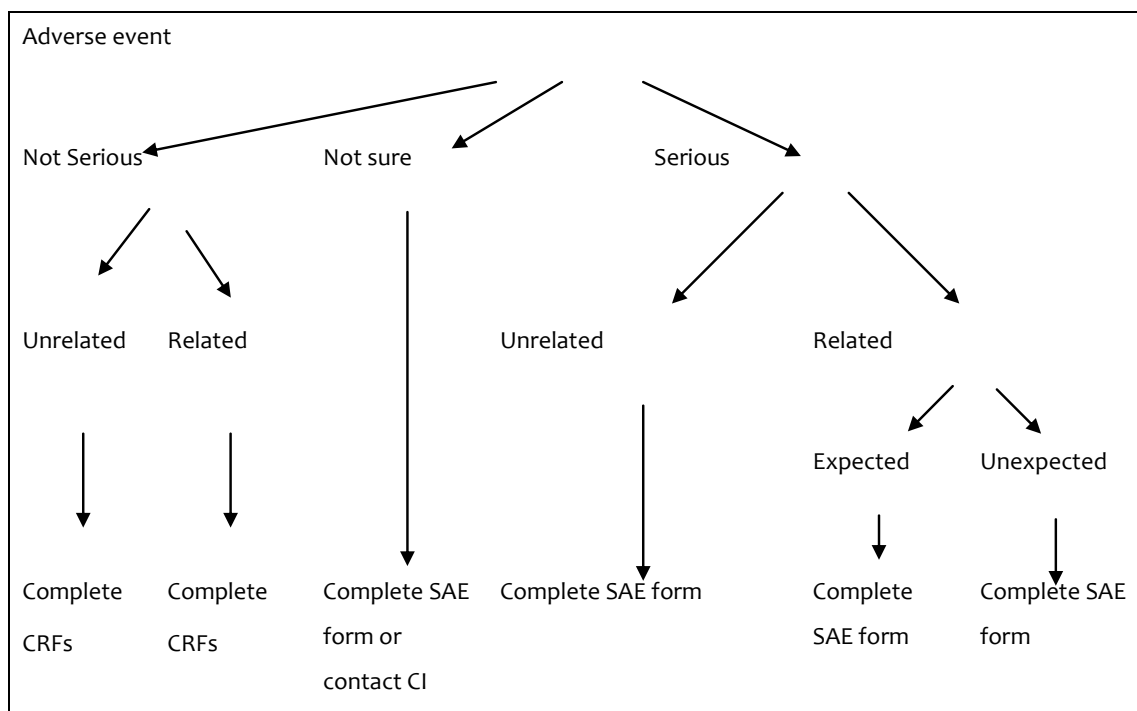 Adverse event
Not Serious Not sure Serious
Unrelated Related Unrelated Related
Expected Unexpected
Complete Complete Complete SAE Complete SAE form Complete Complete SAE
CRFs CRFs form or SAE form form
contact CI